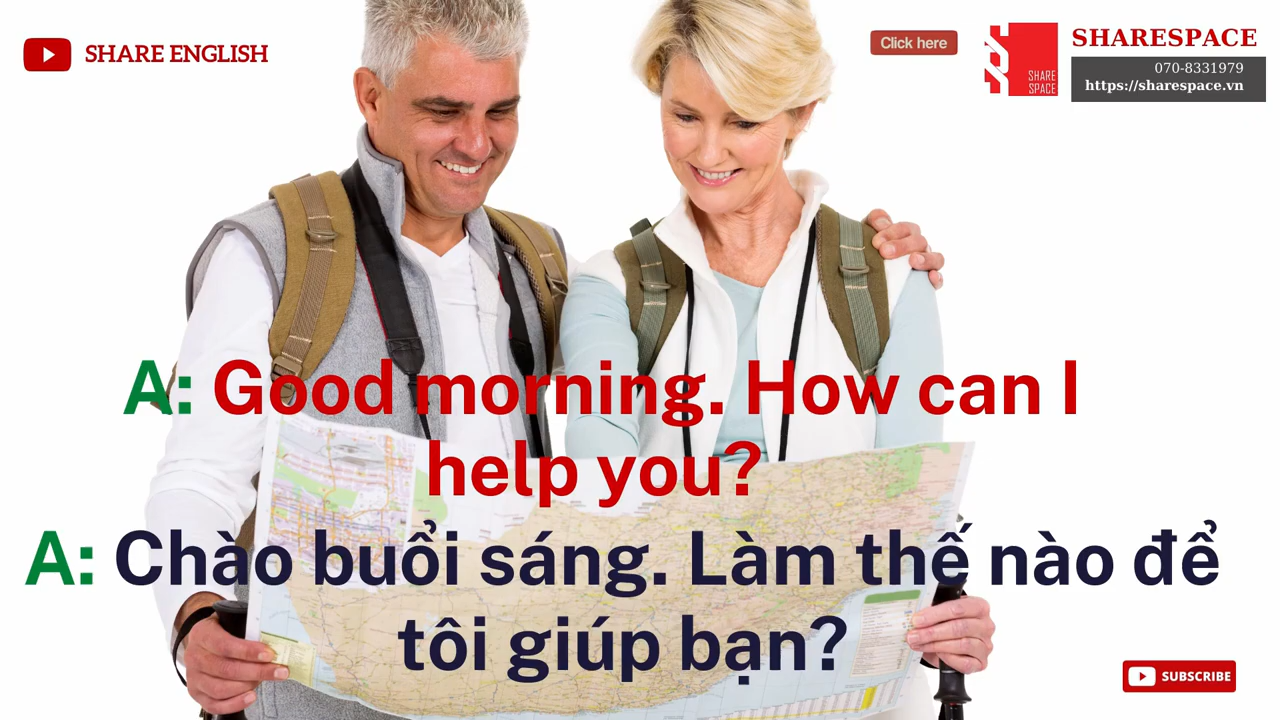 SHARE ENGLISH
Click here
SHARE
SPACE
SHARESPACE
070-8331979
https://sharespace.vn
A: Good morning. How can I
help you?
A: Chào buổi sáng. Làm thế nào để
tôi giúp bạn?
SUBSCRIBE